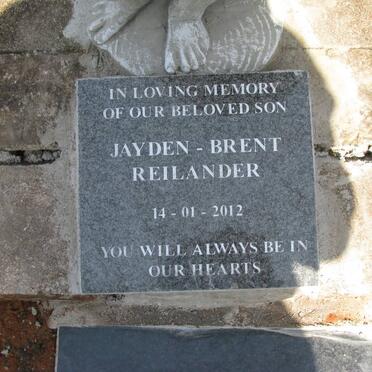 IN LOVING MEMORY
OF OUR BELOVED SON
JAYDEN - BRENT
REILANDER
14 - 01 - 2012
YOU WILL ALWAYS BE IN
OUR HEARTS